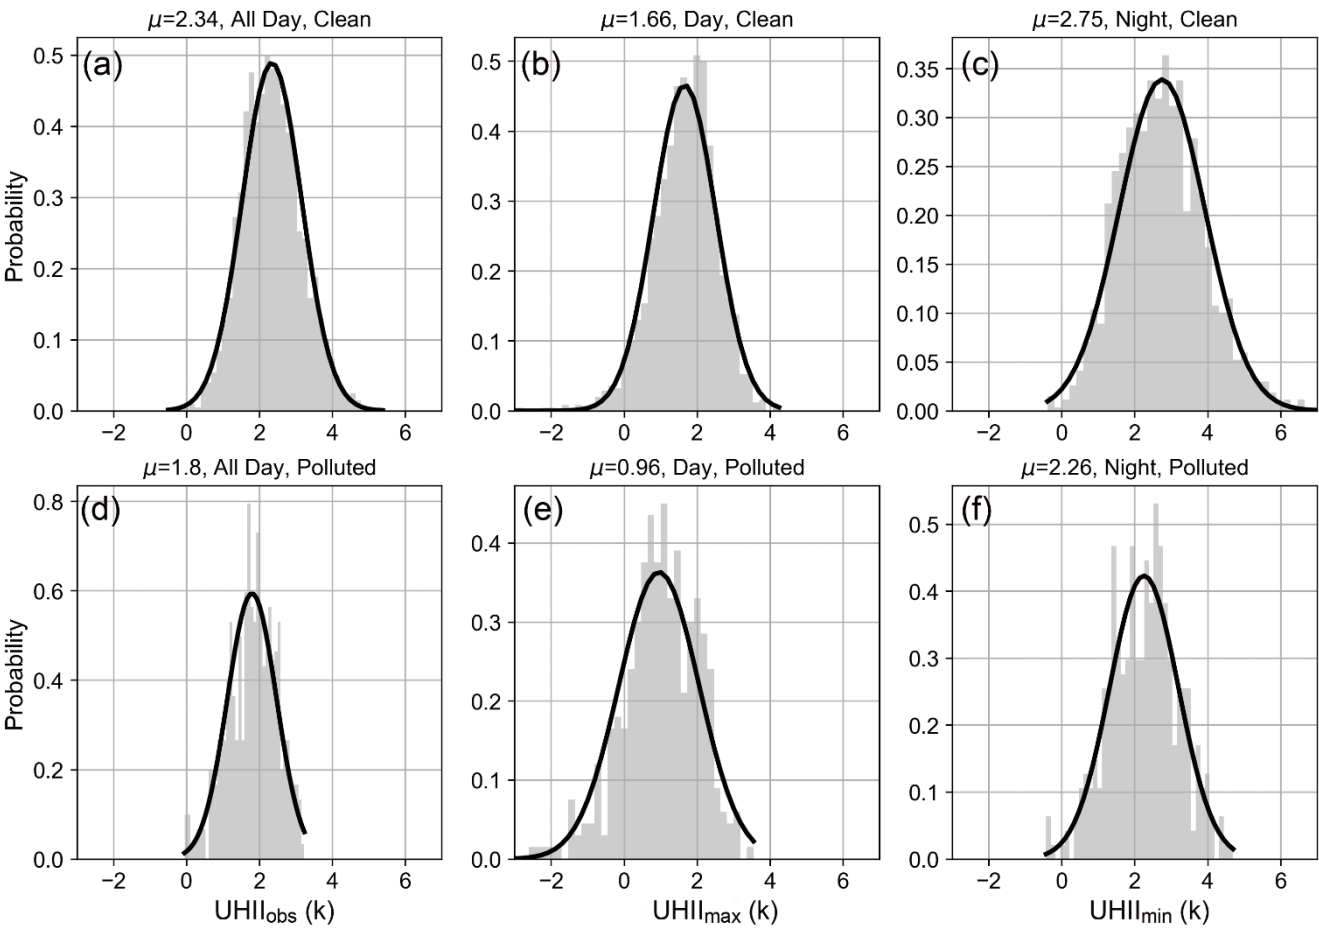 μ=2.34, All Day, Clean
μ=1.66, Day, Clean
μ=2.75, Night, Clean
(a)
(b)
(c)
Probability
0.5
0.4
0.3
0.2
0.1
0.0
−2 0 2 4 6
0.5
0.4
0.3
0.2
0.1
0.0
−2 0 2 4 6
0.35
0.30
0.25
0.20
0.15
0.10
0.05
0.00
−2 0 2 4 6
μ=1.8, All Day, Polluted
μ=0.96, Day, Polluted
μ=2.26, Night, Polluted
(d)
(e)
(f)
Probability
0.8
0.6
0.4
0.2
0.0
−2 0 2 4 6
UHIIobs (k)
0.4
0.3
0.2
0.1
0.0
−2 0 2 4 6
UHIImax (k)
0.5
0.4
0.3
0.2
0.1
0.0
−2 0 2 4 6
UHIImin (k)